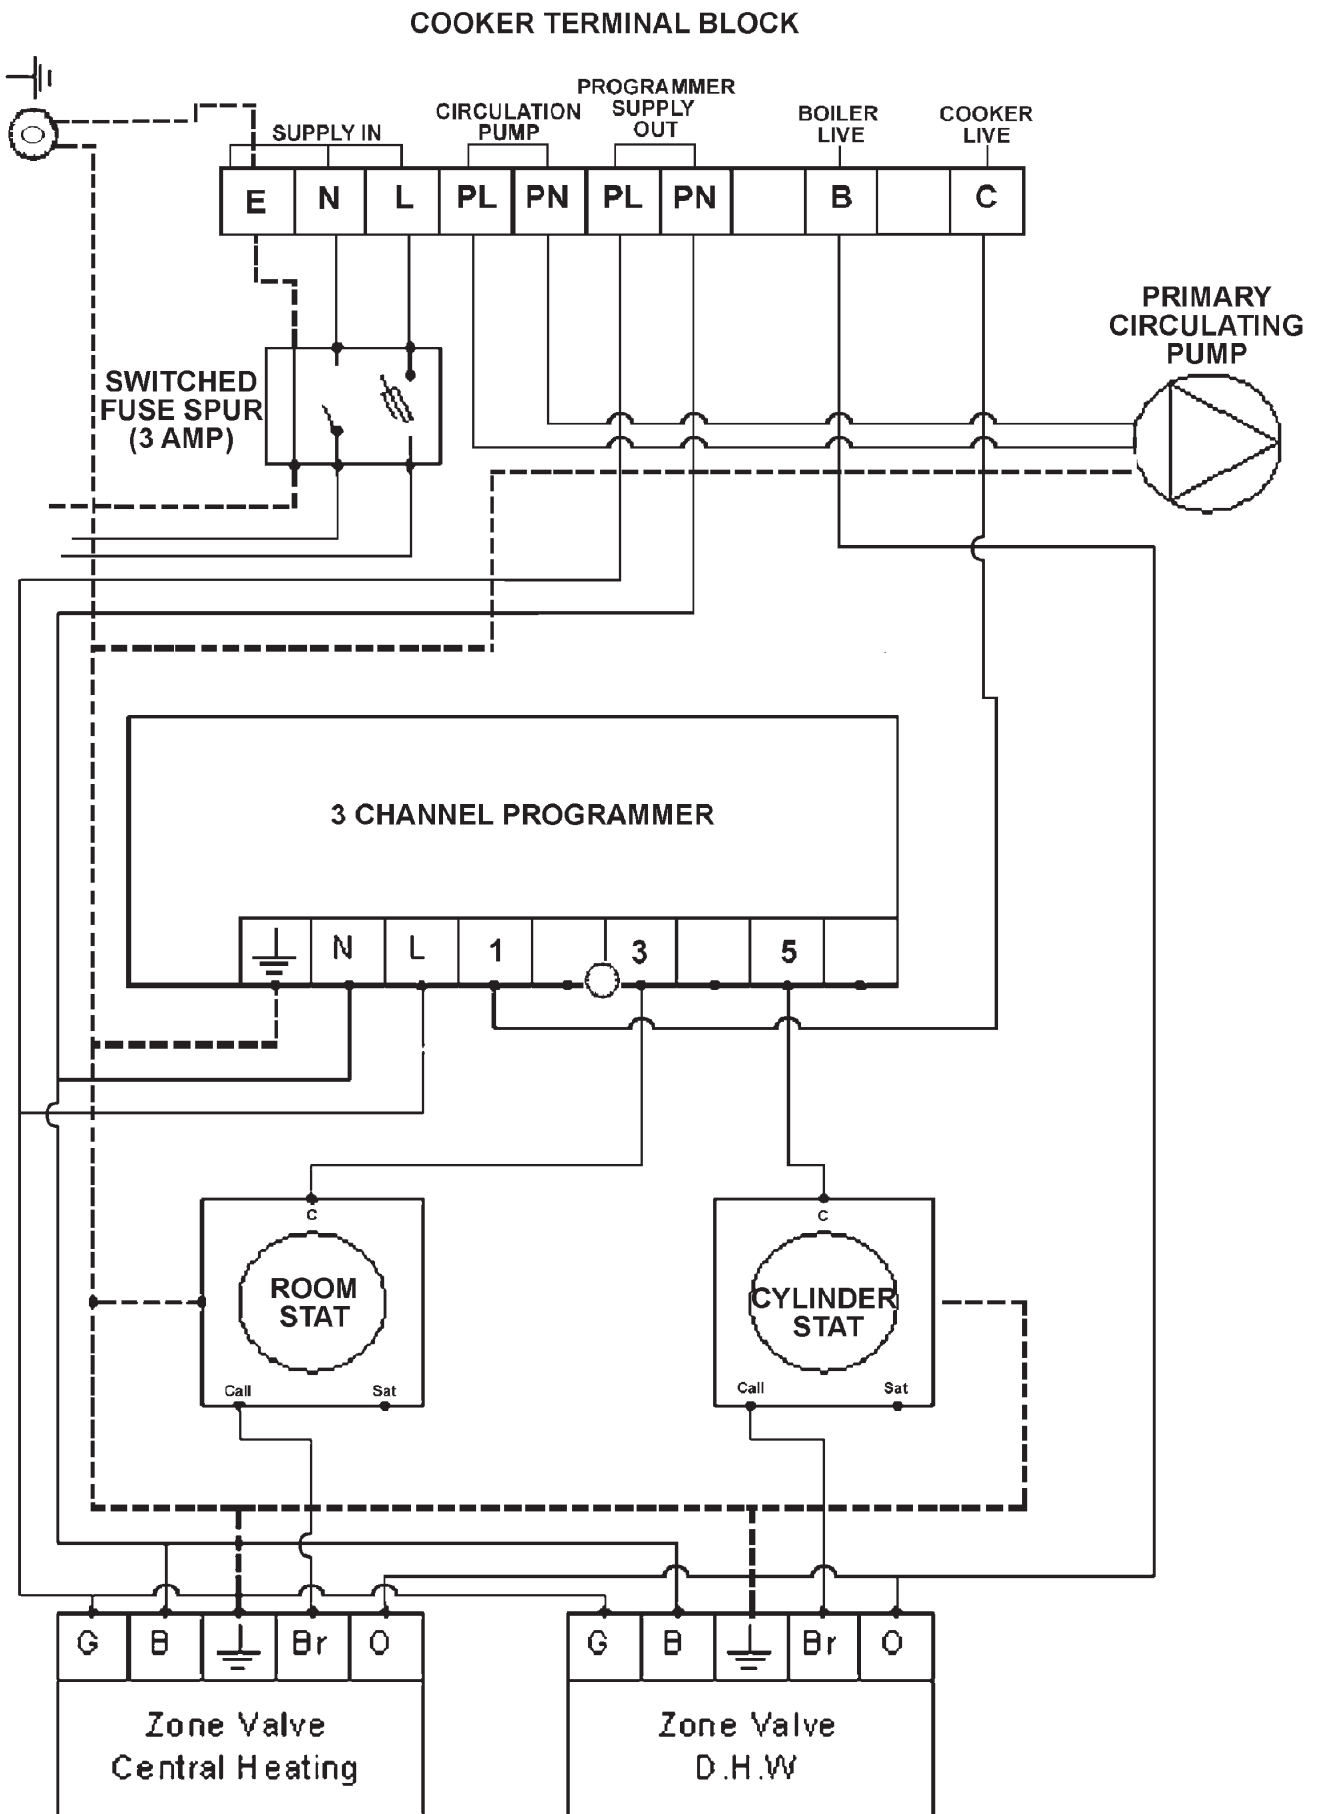 COOKER TERMINAL BLOCK
SUPPLY IN
CIRCULATION
PUMP
PROGRAMMER
SUPPLY
OUT
BOILER
LIVE
COOKER
LIVE
E N L PL PN PL PN B C
PRIMARY
CIRCULATING
PUMP
SWITCHED
FUSE SPUR
(3 AMP)
3 CHANNEL PROGRAMMER
N L 1 3 5
C
ROOM
STAT
Call Sat
C
CYLINDER
STAT
Call Sat
G B Br O
Zone Valve
Central Heating
G B Br O
Zone Valve
D.H.W